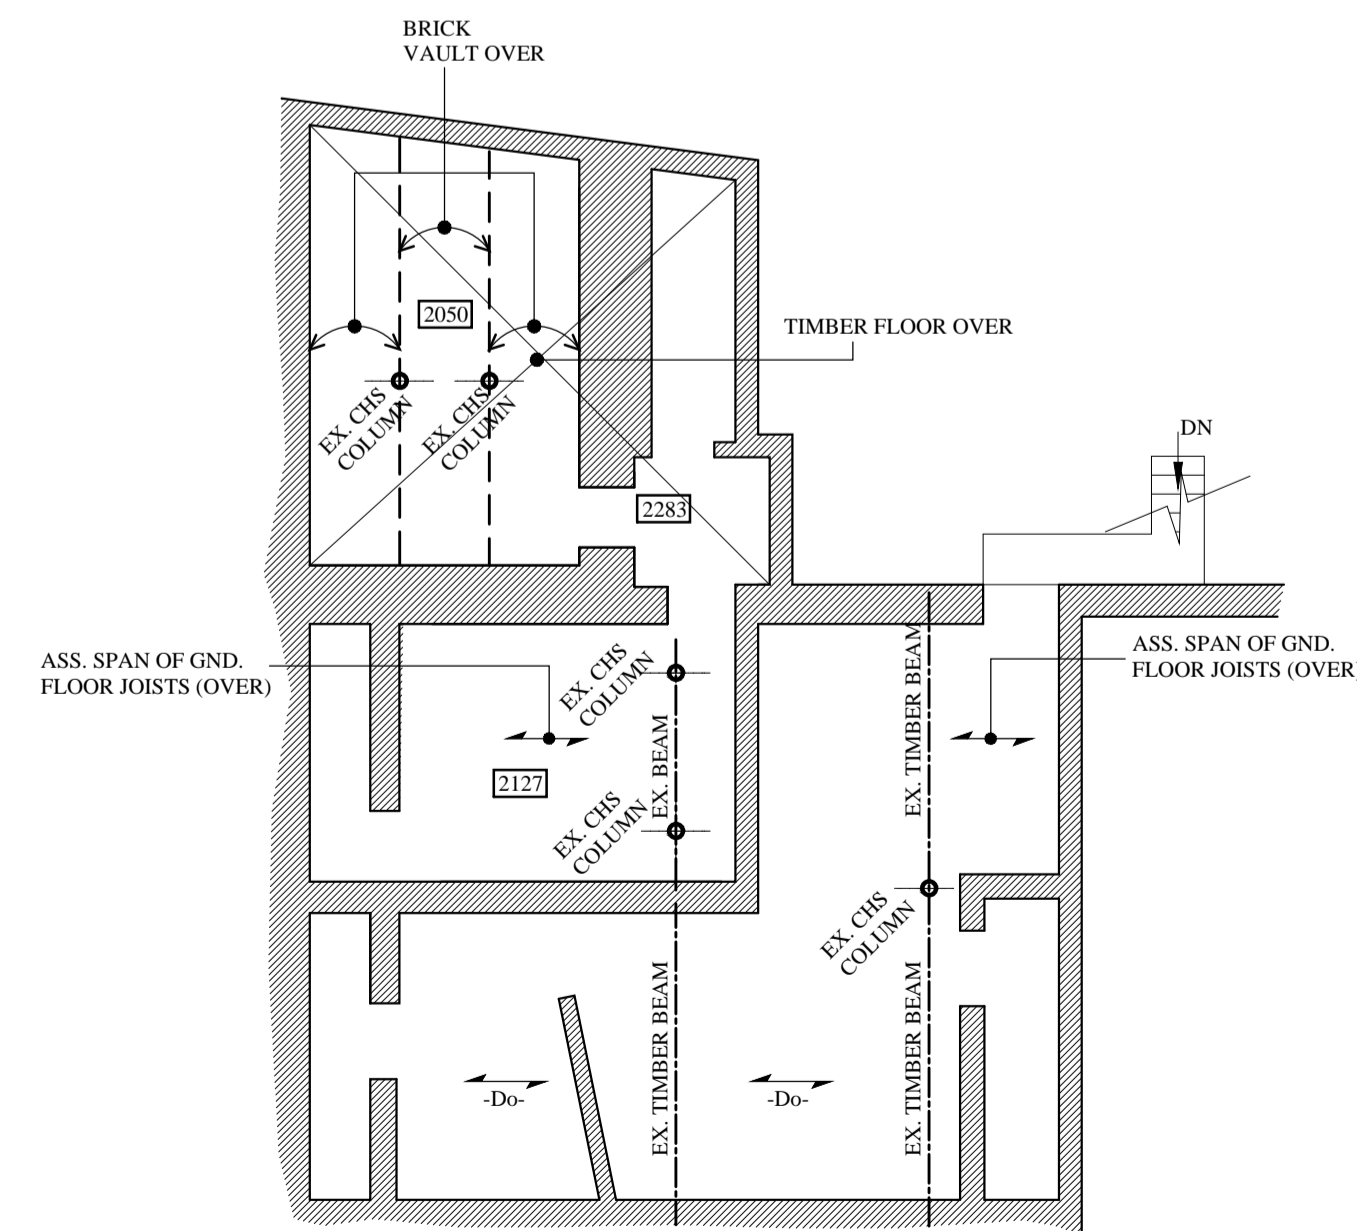 BRICK
VAULT OVER
2050
TIMBER FLOOR OVER
EX. CHS
COLUMN
EX. CHS
COLUMN
DN
2283
ASS. SPAN OF GND.
FLOOR JOISTS (OVER)
EX. CHS
COLUMN
EX. TIMBER BEAM
ASS. SPAN OF GND.
FLOOR JOISTS (OVER)
EX. BEAM
2127
EX. CHS
COLUMN
EX. CHS
COLUMN
EX. TIMBER BEAM
EX. TIMBER BEAM
-Do-
-Do-